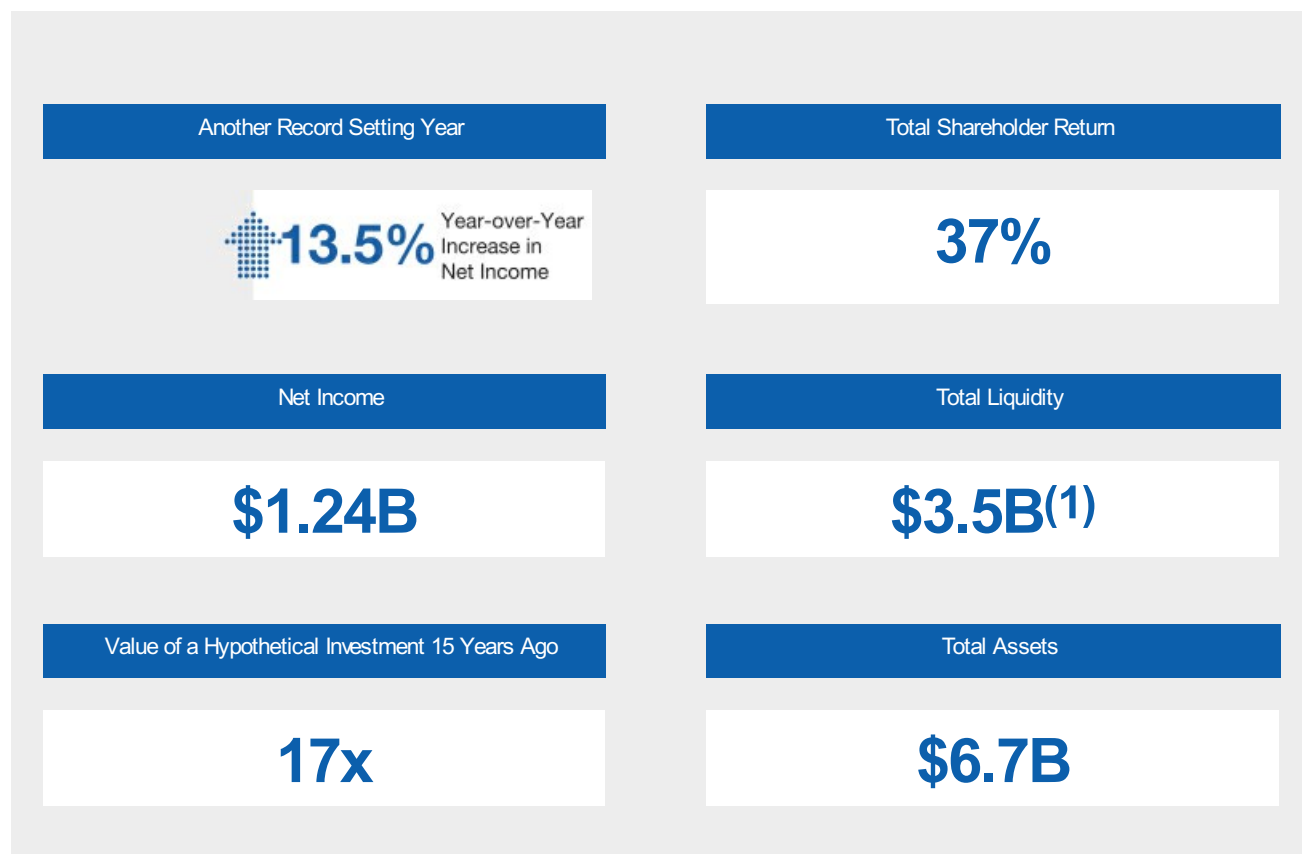 Another Record Setting Year
Total Shareholder Return
13.5%
Year-over-Year
Increase in
Net Income
37%
Net Income
Total Liquidity
$1.24B
$3.5B(1)
Value of a Hypothetical Investment 15 Years Ago
Total Assets
17x
$6.7B